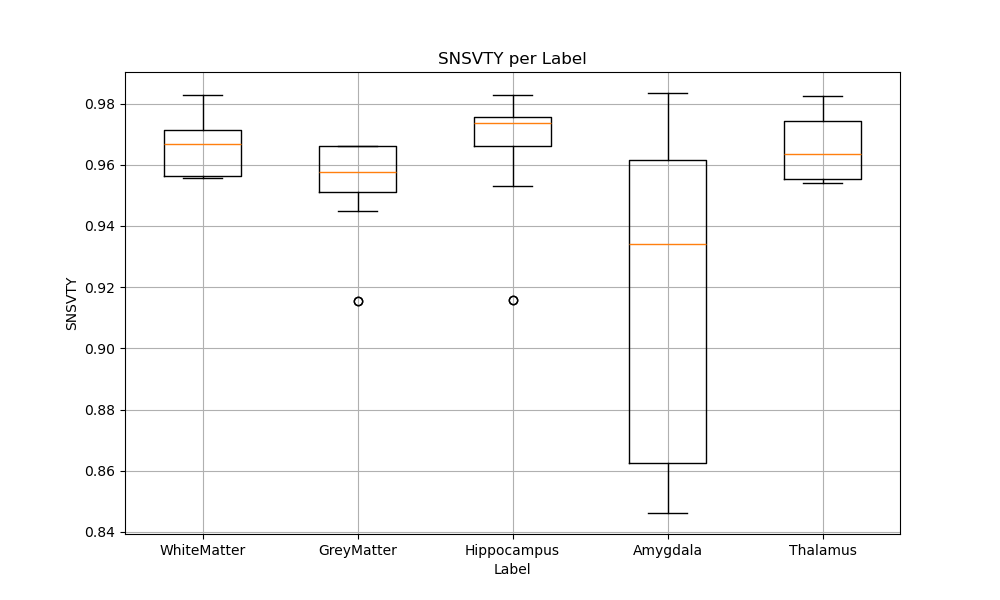 SNSVTY per Label
SNSVTY
0.98
0.96
0.94
0.92
0.90
0.88
0.86
0.84
WhiteMatter GreyMatter Hippocampus Amygdala Thalamus
Label